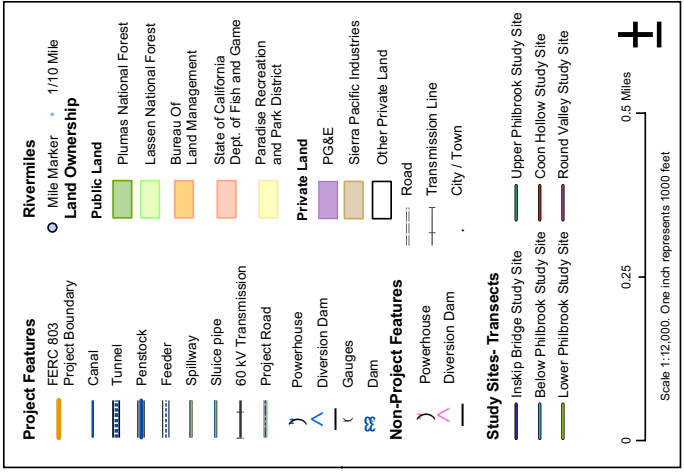 Project Features
FERC 803
Project Boundary
Canal
Tunnel
Penstock
Feeder
Spillway
Sluice pipe
60 kV Transmission
Project Road
Powerhouse
Diversion Dam
Gauges
Dam
Non-Project Features
Powerhouse
Diversion Dam
Rivermiles
Mile Marker
1/10 Mile
Land Ownership
Public Land
Plumas National Forest
Lassen National Forest
Bureau Of
Land Management
State of California
Dept. of Fish and Game
Paradise Recreation
and Park District
Private Land
PG&E
Sierra Pacific Industries
Other Private Land
Road
Transmission Line
City / Town
Study Sites- Transects
Inskip Bridge Study Site
Below Philbrook Study Site
Lower Philbrook Study Site
Upper Philbrook Study Site
Coon Hollow Study Site
Round Valley Study Site
0 0.25 0.5 Miles
Scale 1:12,000. One inch represents 1000 feet